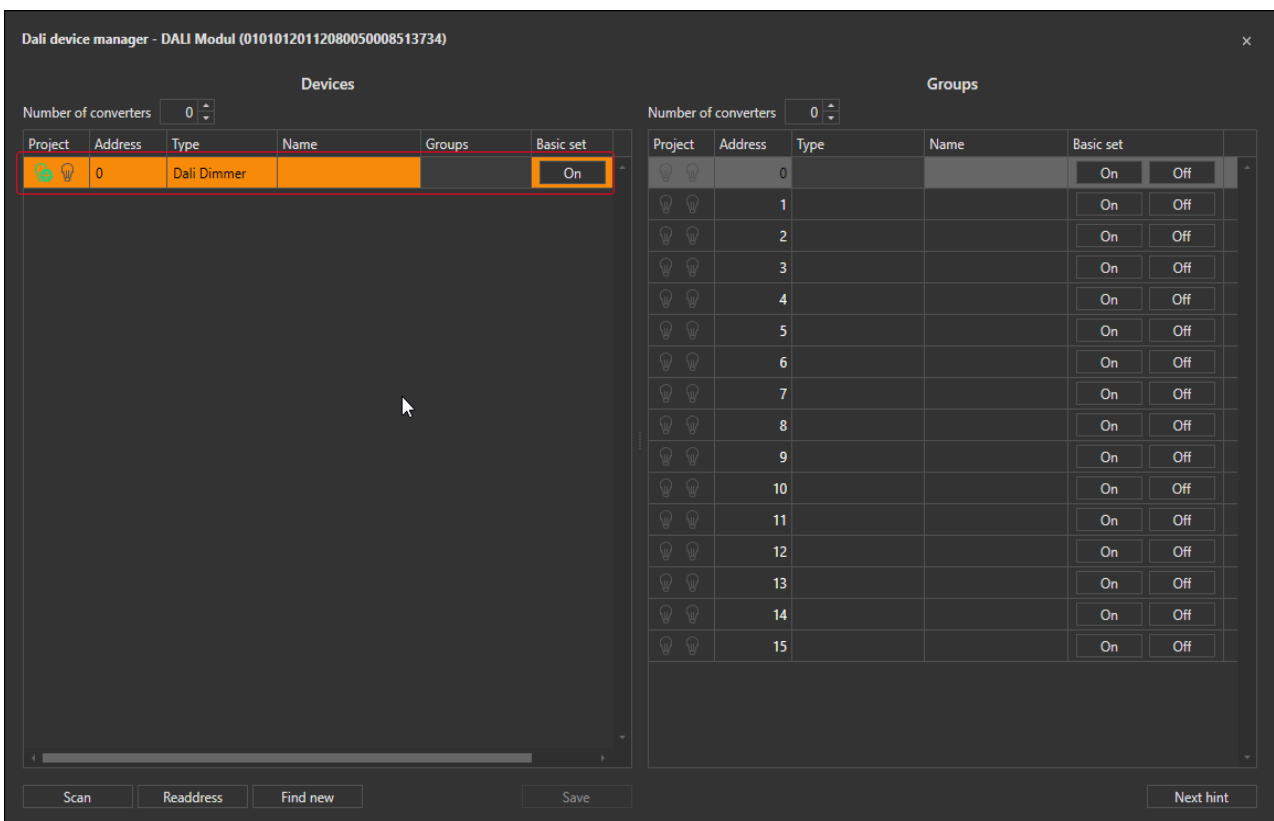 Dali device manager - DALI Modul (01010120112080050008513734)
Devices
Number of converters 0
Project Address Type Name Groups Basic set
0 Dali Dimmer On
Scan Readdress Find new Save
Groups
Number of converters 0
Project Address Type Name Basic set
0 On Off
1 On Off
2 On Off
3 On Off
4 On Off
5 On Off
6 On Off
7 On Off
8 On Off
9 On Off
10 On Off
11 On Off
12 On Off
13 On Off
14 On Off
15 On Off
Next hint